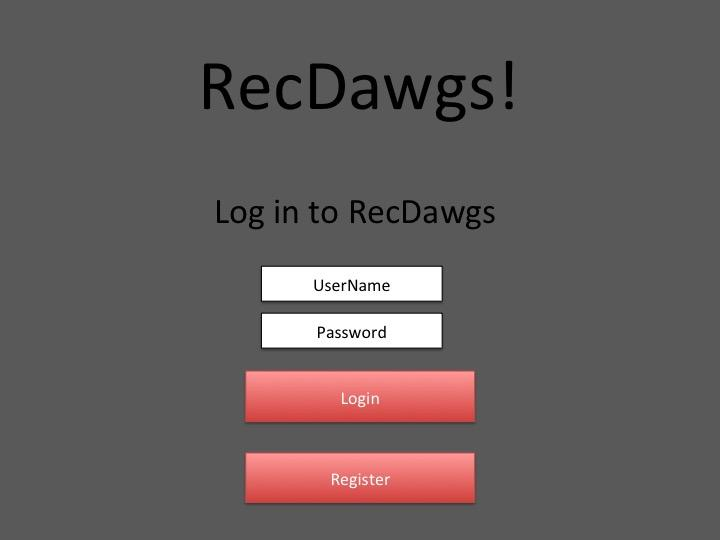 RecDawgs!
Log in to RecDawgs
UserName
Password
Login
Register